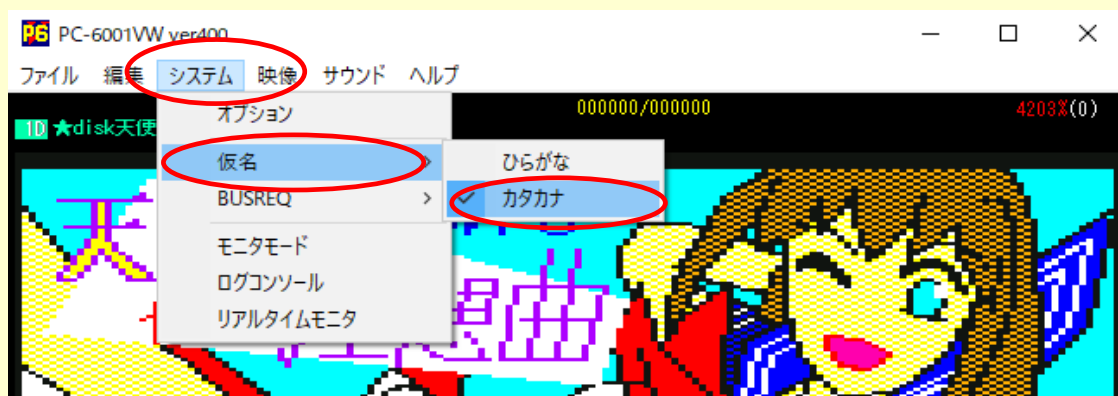 P6 PC-6001VW ver400
ファイル 編集 システム 映像 サウンド ヘルプ
1D ★disk天使 000000/000000 4203%(0)
オプション
仮名 ひらがな
BUSREQ ✓ カタカナ
モニタモード
ログコンソール
リアルタイムモニタ
天
想曲